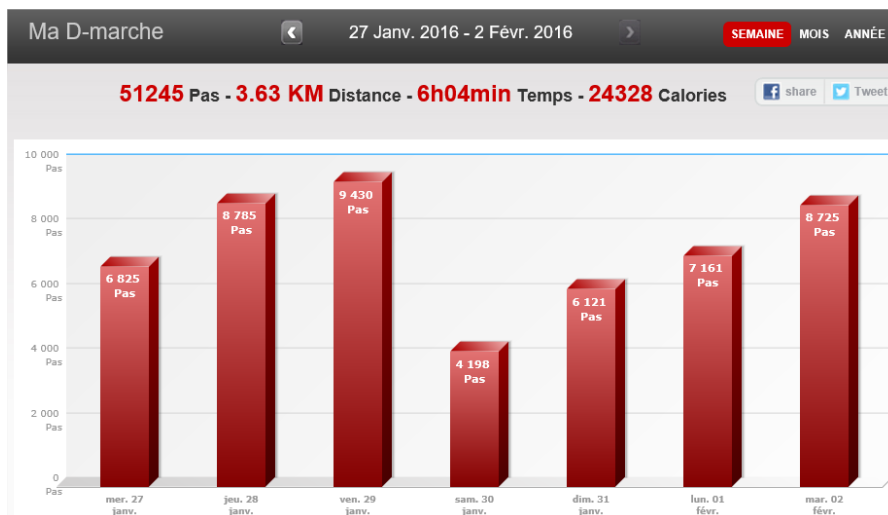 Ma D-marche
27 Janv. 2016 - 2 Févr. 2016
SEMAINE MOIS ANNÉE
51245 Pas - 3.63 KM Distance - 6h04min Temps - 24328 Calories
share
Tweet
10 000
Pas
8 000
Pas
6 000
Pas
4 000
Pas
2 000
Pas
0
Pas
6 825
Pas
8 785
Pas
9 430
Pas
4 198
Pas
6 121
Pas
7 161
Pas
8 725
Pas
mer. 27
janv.
jeu. 28
janv.
ven. 29
janv.
sam. 30
janv.
dim. 31
janv.
lun. 01
févr.
mar. 02
févr.